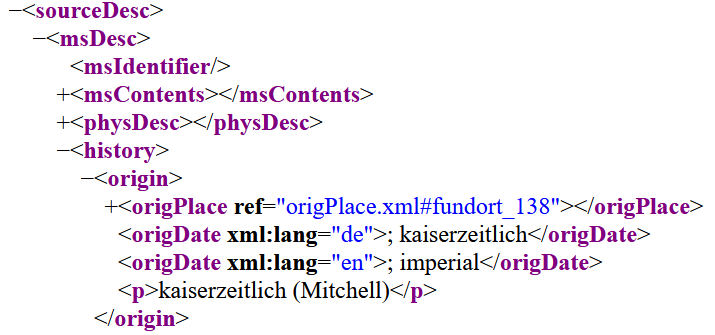 −<sourceDesc>
−<msDesc>
<msIdentifier/>
+<msContents></msContents>
+<physDesc></physDesc>
−<history>
−<origin>
+<origPlace ref="origPlace.xml#fundort_138"></origPlace>
<origDate xml:lang="de">; kaiserzeitlich</origDate>
<origDate xml:lang="en">; imperial</origDate>
<p>kaiserzeitlich (Mitchell)</p>
</origin>